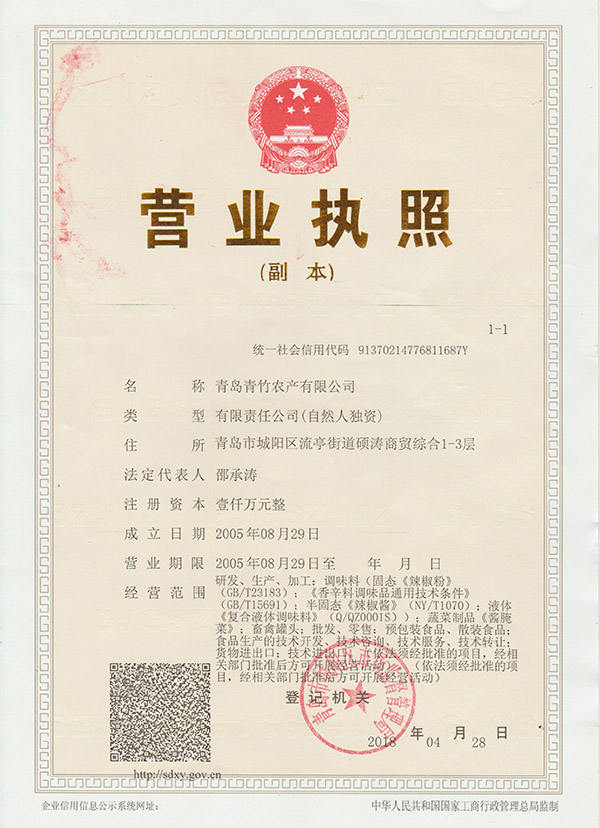 营业执照
(副 本)
1-1
统一社会信用代码 91370214776811687Y
名 称 青岛青竹农产有限公司
类 型 有限责任公司(自然人独资)
住 所 青岛市城阳区流亭街道硕涛商贸综合1-3层
法定代表人 邵承涛
注册资本 壹仟万元整
成立日期 2005年08月29日
营业期限 2005年08月29日至 年 月 日
经营范围 研发、生产、加工:调味料(固态《辣椒粉》
(GB/T23183);《香辛料调味品通用技术条件》
(GB/T15691);半固态《辣椒酱》(NY/T1070);液体
《复合液体调味料》(Q/QZ0001S));蔬菜制品《酱腌
菜》;畜禽罐头;批发、零售:预包装食品、散装食品;
食品生产的技术开发、技术咨询、技术服务、技术转让;
货物进出口;技术进出口。(依法须经批准的项目,经相
关部门批准后方可开展经营活动)。 (依法须经批准的项
目,经相关部门批准后方可开展经营活动)
登记机关
2018 年 04 月 28 日
http://sdxy.gov.cn
企业信用信息公示系统网址:
中华人民共和国国家工商行政管理总局监制